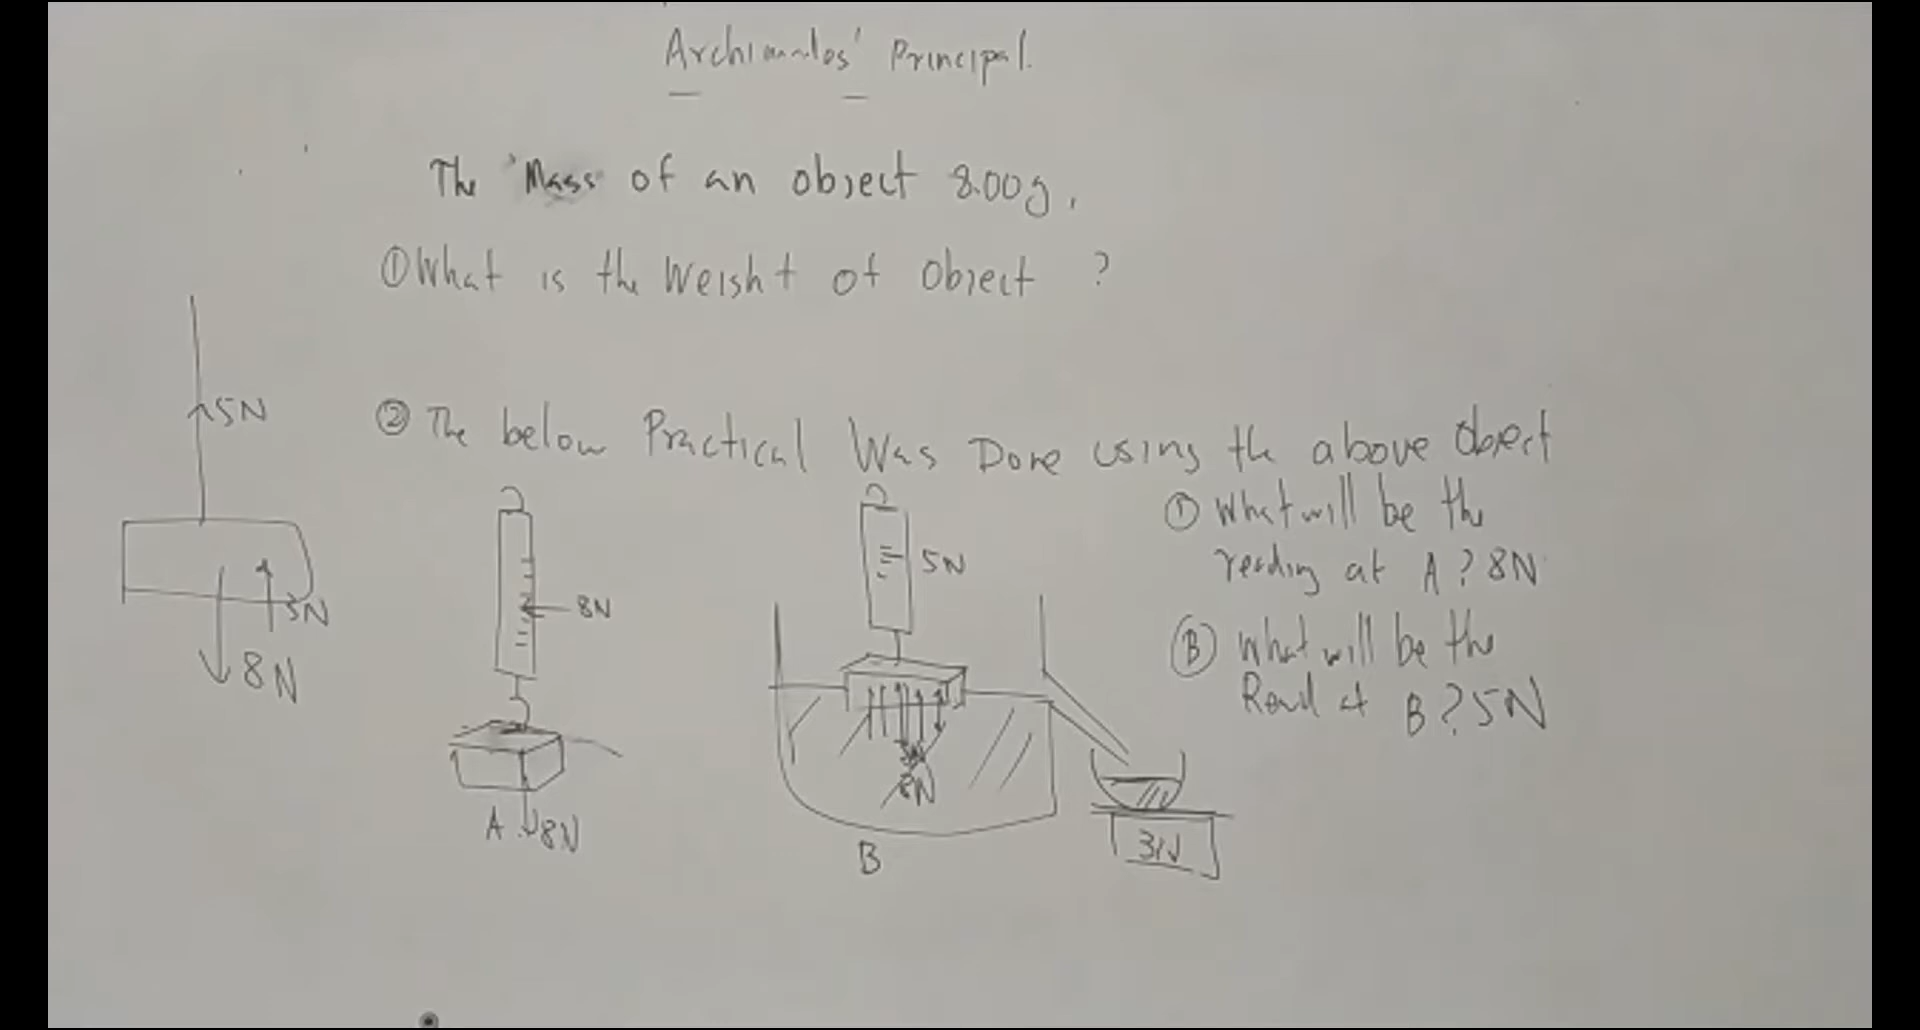 Archimedes' Principal.
The Mass of an object 800g.
① What is the Weisht of Object ?
② The below Practical Was Done using the above Object
5N
3N
8N
8N
A 8N
5N
B
3N
① What will be the
reading at A ? 8N
Ⓑ What will be the
Read at B ? 5N